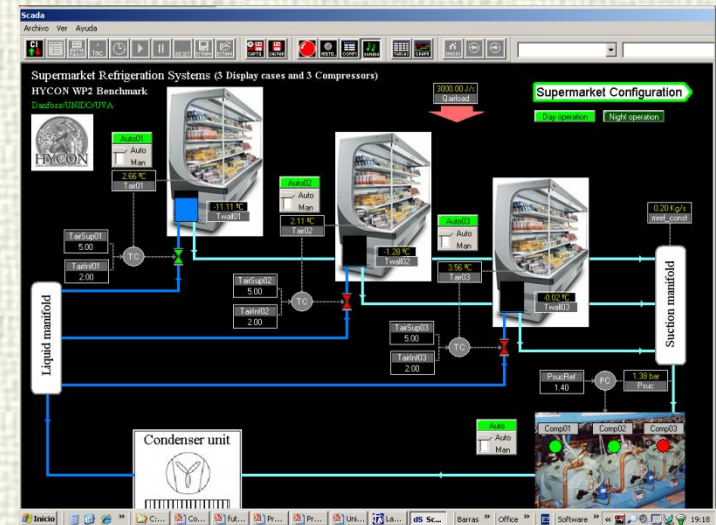 Scada
Archivo Ver Ayuda
Supermarket Refrigeration Systems (3 Display cases and 3 Compressors)
HYCON WP2 Benchmark
Danfoss/UNIDO/UVA
HYCON
3000.00 J/s
Qairload
Supermarket Configuration
Day operation Night operation
Auto01
Auto
Man
2.66 ºC
Tair01
-11.11 ºC
Twall01
TairSup01
5.00
TC
TairInf01
2.00
Auto02
Auto
Man
2.11 ºC
Tair02
-1.28 ºC
Twall02
TairSup02
5.00
TC
TairInf02
2.00
Auto03
Auto
Man
3.56 ºC
Tair03
-0.02 ºC
Twall03
TairSup03
5.00
TC
TairInf03
2.00
0.20 Kg/s
mref_const
Liquid manifold
Suction manifold
PsucRef
1.40
PC
1.38 bar
Psuc
Auto
Auto
Man
Comp01 Comp02 Comp03
Condenser unit
Inicio
Barras Office Software 19:18